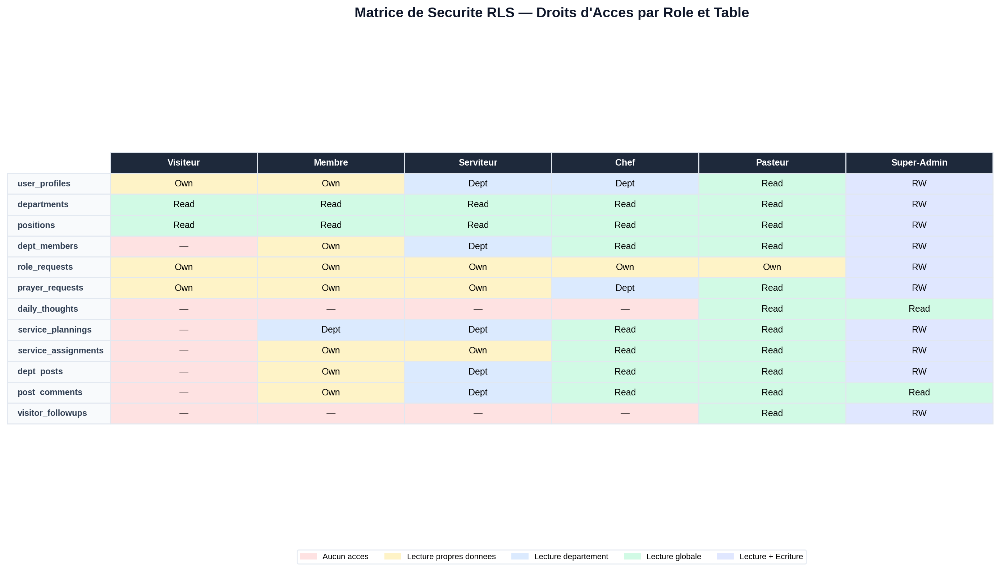 Matrice de Securite RLS — Droits d'Acces par Role et Table
Visiteur Membre Serviteur Chef Pasteur Super-Admin
user_profiles Own Own Dept Dept Read RW
departments Read Read Read Read Read RW
positions Read Read Read Read Read RW
dept_members — Own Dept Read Read RW
role_requests Own Own Own Own Own RW
prayer_requests Own Own Own Dept Read RW
daily_thoughts — — — — Read Read
service_plannings — Dept Dept Read Read RW
service_assignments — Own Own Read Read RW
dept_posts — Own Dept Read Read RW
post_comments — Own Dept Read Read Read
visitor_followups — — — — Read RW
Aucun acces Lecture propres donnees Lecture departement Lecture globale Lecture + Ecriture